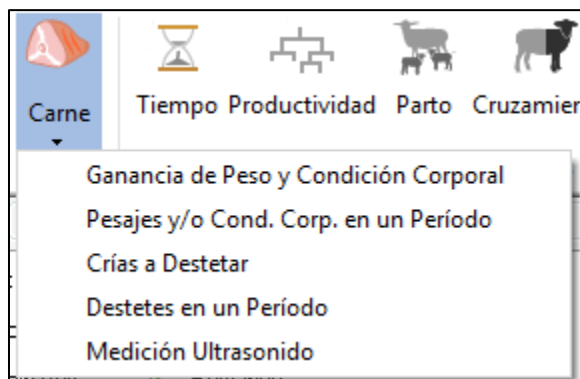 Carne
Tiempo Productividad Parto Cruzamien
Ganancia de Peso y Condición Corporal
Pesajes y/o Cond. Corp. en un Período
Crías a Destetar
Destetes en un Período
Medición Ultrasonido